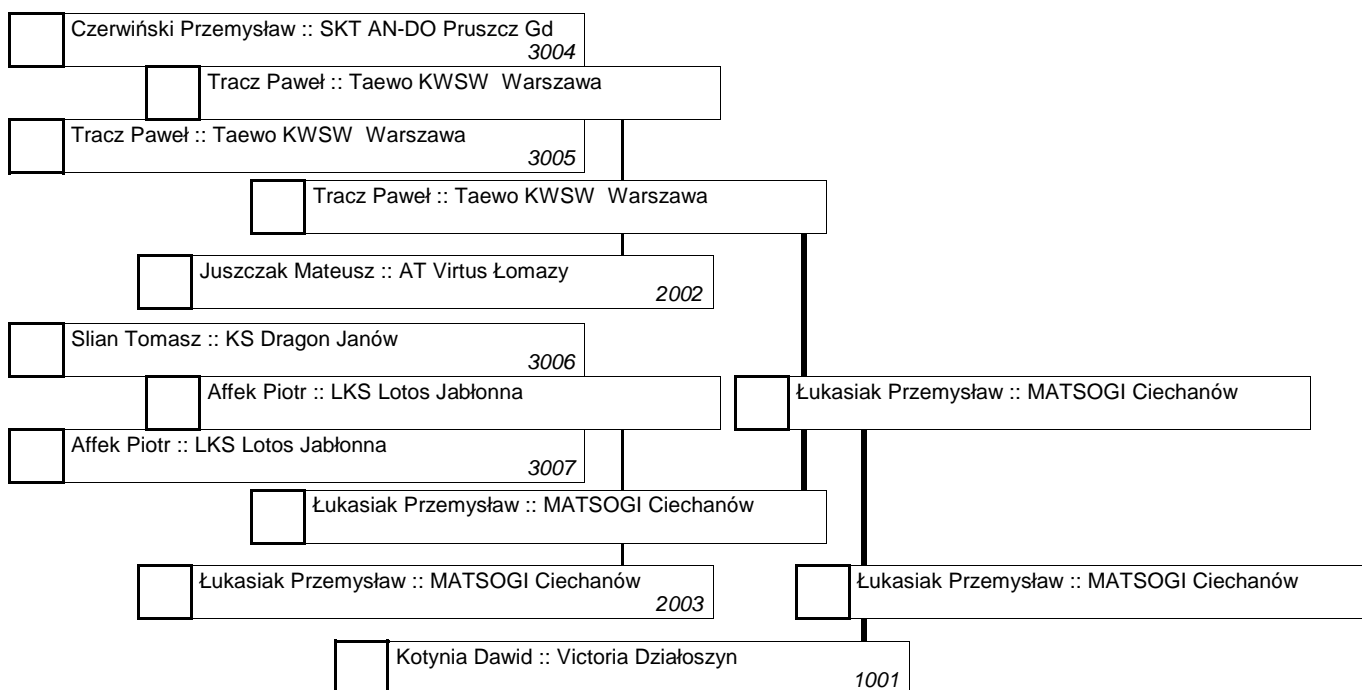 Czerwiński Przemysław :: SKT AN-DO Pruszcz Gd
3004
Tracz Paweł :: Taewo KWSW  Warszawa
Tracz Paweł :: Taewo KWSW  Warszawa
3005
Tracz Paweł :: Taewo KWSW  Warszawa
Juszczak Mateusz :: AT Virtus Łomazy
2002
Slian Tomasz :: KS Dragon Janów
3006
Affek Piotr :: LKS Lotos Jabłonna
Łukasiak Przemysław :: MATSOGI Ciechanów
Affek Piotr :: LKS Lotos Jabłonna
3007
Łukasiak Przemysław :: MATSOGI Ciechanów
Łukasiak Przemysław :: MATSOGI Ciechanów
2003
Łukasiak Przemysław :: MATSOGI Ciechanów
Kotynia Dawid :: Victoria Działoszyn
1001